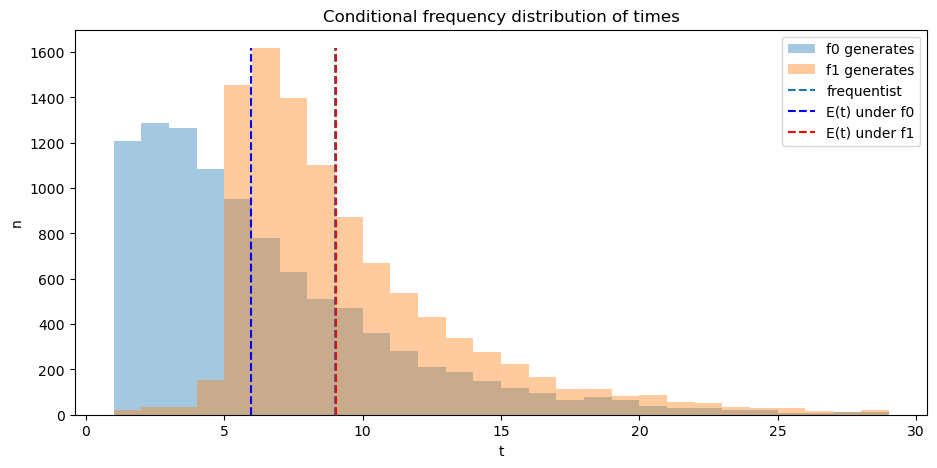 Conditional frequency distribution of times
f0 generates
f1 generates
frequentist
E(t) under f0
E(t) under f1
1600
1400
1200
1000
800
600
400
200
0
n
0 5 10 15 20 25 30
t